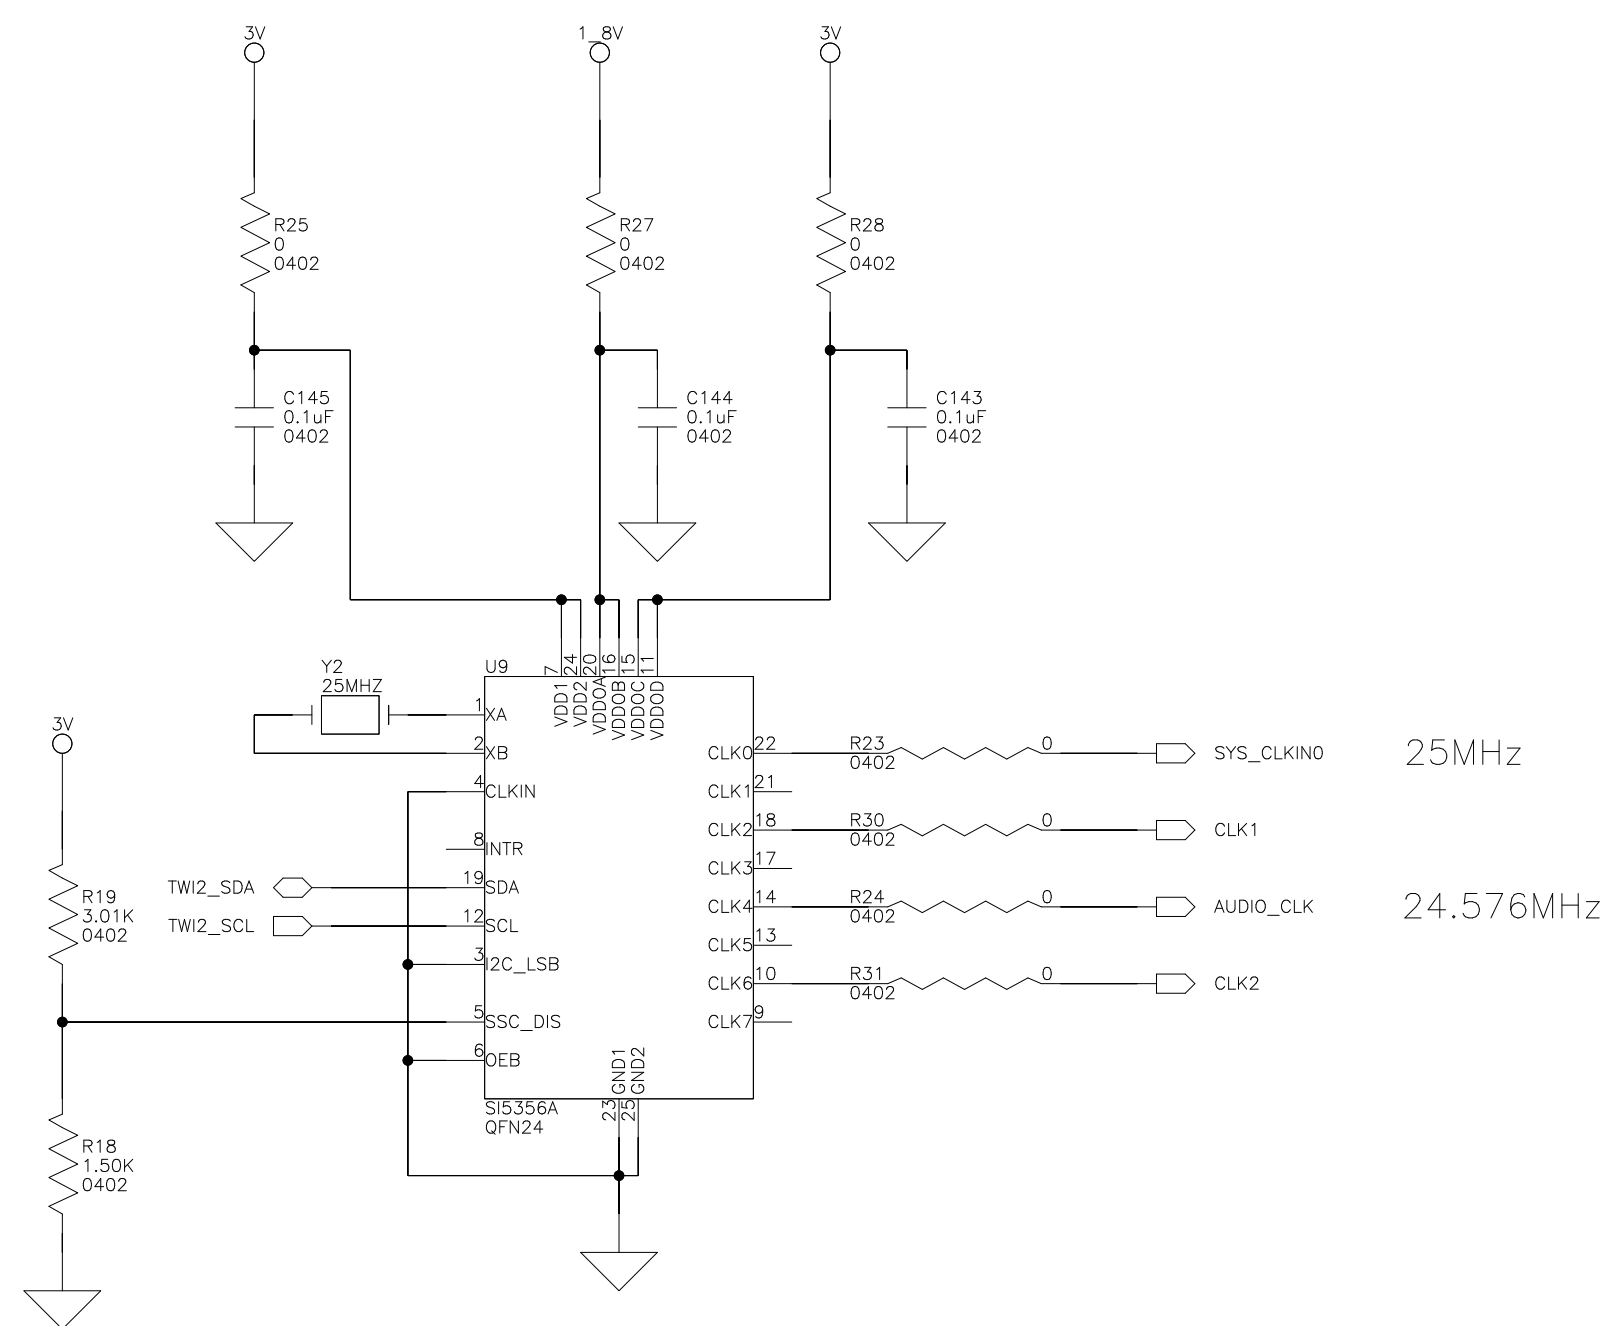 3V
1_8V
3V
R25
0
0402
R27
0
0402
R28
0
0402
C145
0.1uF
0402
C144
0.1uF
0402
C143
0.1uF
0402
Y2
25MHZ
U9
7
24
20
16
15
11
VDD1
VDD2
VDDOA
VDDOB
VDDOC
VDDOD
1
XA
2
XB
4
CLKIN
8
INTR
19
SDA
12
SCL
3
I2C_LSB
5
SSC_DIS
6
OEB
TWI2_SDA
TWI2_SCL
3V
R19
3.01K
0402
R18
1.50K
0402
CLK0
22
CLK1
21
CLK2
18
CLK3
17
CLK4
14
CLK5
13
CLK6
10
CLK7
9
R23
0402
0
SYS_CLKIN0
25MHz
R30
0402
0
CLK1
R24
0402
0
AUDIO_CLK
24.576MHz
R31
0402
0
CLK2
GND1
GND2
23
25
SI5356A
QFN24